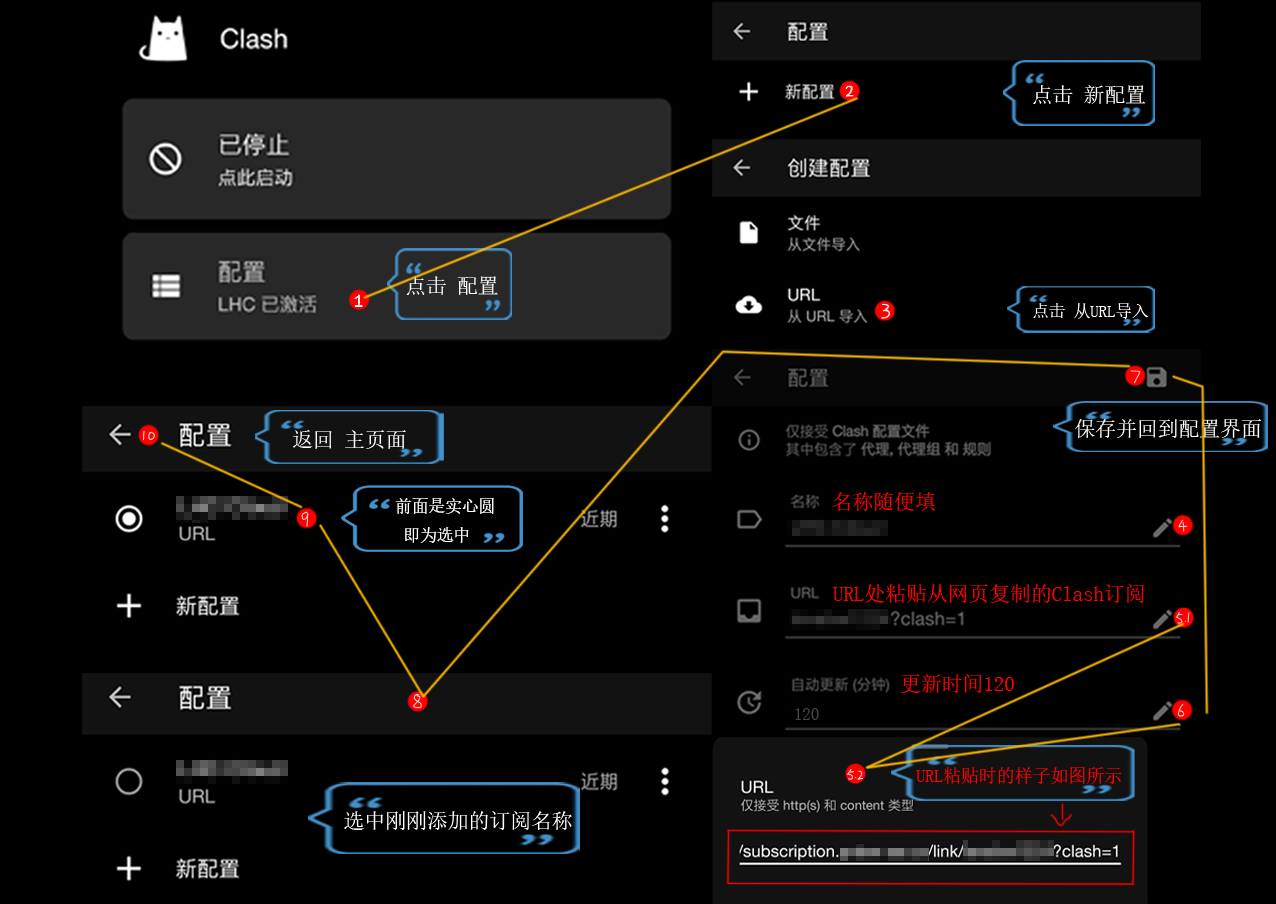 Clash
已停止
点此启动
配置
LHC 已激活
1
点击 配置
配置
新配置
2
点击 新配置
创建配置
文件
从文件导入
URL
从 URL 导入
3
点击 从URL导入
配置
7
保存并回到配置界面
仅接受 Clash 配置文件
其中包含了 代理, 代理组 和 规则
名称
名称随便填
4
URL
URL处粘贴从网页复制的Clash订阅
?clash=1
5.1
自动更新 (分钟)
更新时间120
120
6
5.2
URL粘贴时的样子如图所示
URL
仅接受 http(s) 和 content 类型
/subscription.
/link/
?clash=1
10
配置
返回 主页面
URL
9
前面是实心圆
即为选中
近期
新配置
配置
8
URL
近期
选中刚刚添加的订阅名称
新配置